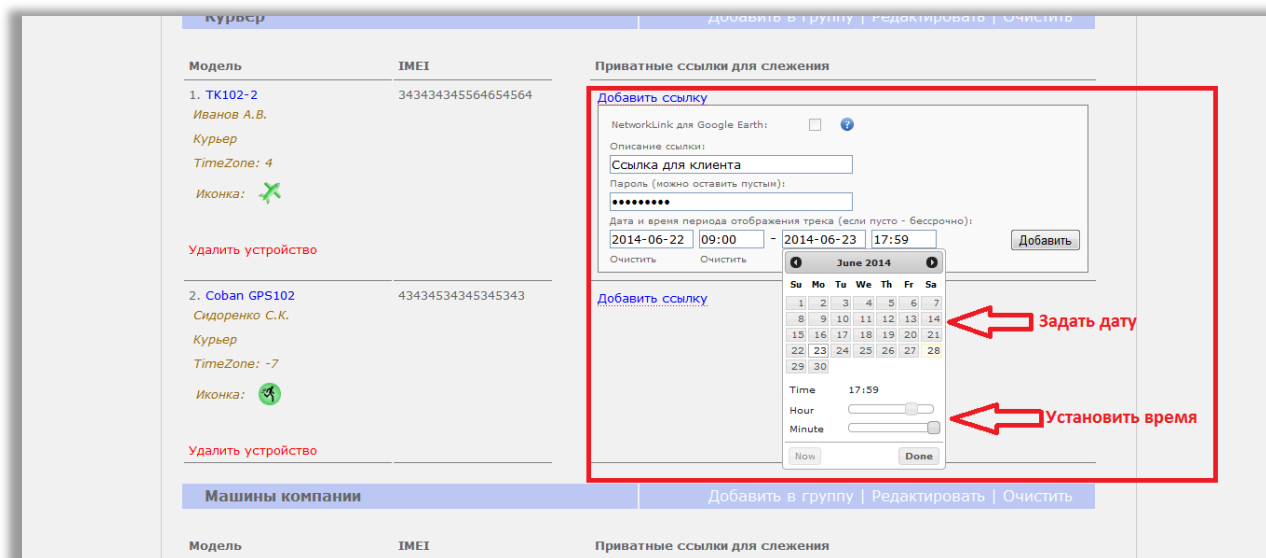 Курьер Добавить в группу | Редактировать | Очистить
Модель IMEI Приватные ссылки для слежения
1. TK102-2 343434345564654564 Добавить ссылку
Иванов А.В.
Курьер
TimeZone: 4
Иконка:
Удалить устройство
NetworkLink для Google Earth: ?
Описание ссылки:
Ссылка для клиента
Пароль (можно оставить пустым):
•••••••••
Дата и время периода отображения трека (если пусто - бессрочно):
2014-06-22 09:00 - 2014-06-23 17:59 Добавить
Очистить Очистить
2. Coban GPS102 43434534345345343 Добавить ссылку
Сидоренко С.К.
Курьер
TimeZone: -7
Иконка:
Удалить устройство
June 2014
Su Mo Tu We Th Fr Sa
1 2 3 4 5 6 7
8 9 10 11 12 13 14
15 16 17 18 19 20 21
22 23 24 25 26 27 28
29 30
Задать дату
Time 17:59
Hour
Minute
Установить время
Now Done
Машины компании Добавить в группу | Редактировать | Очистить
Модель IMEI Приватные ссылки для слежения